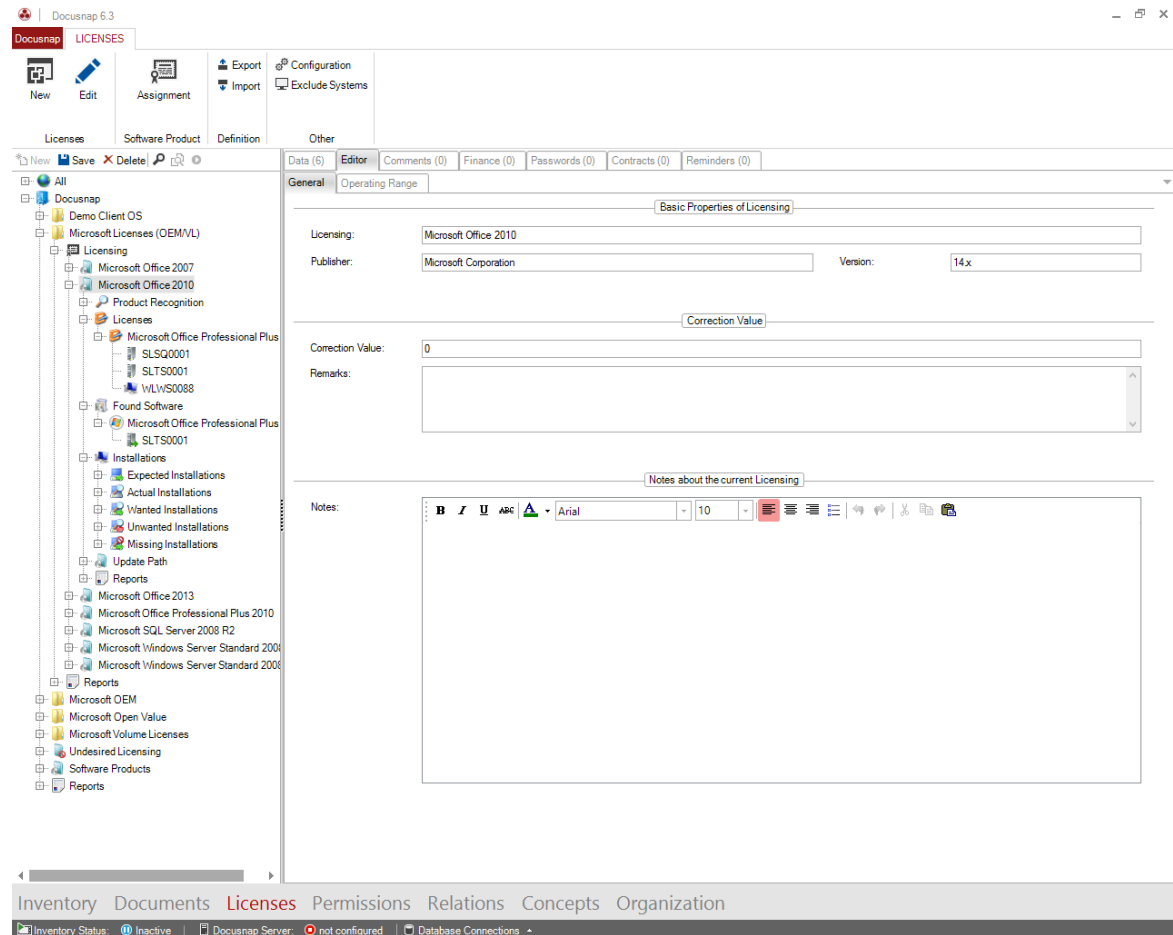 Docusnap 6.3
Docusnap LICENSES
New Edit Assignment Export Import Configuration Exclude Systems
Licenses Software Product Definition Other
New Save Delete
All
Docusnap
Demo Client OS
Microsoft Licenses (OEM/VL)
Licensing
Microsoft Office 2007
Microsoft Office 2010
Product Recognition
Licenses
Microsoft Office Professional Plus
SLSQ0001
SLTS0001
WLWS0088
Found Software
Microsoft Office Professional Plus
SLTS0001
Installations
Expected Installations
Actual Installations
Wanted Installations
Unwanted Installations
Missing Installations
Update Path
Reports
Microsoft Office 2013
Microsoft Office Professional Plus 2010
Microsoft SQL Server 2008 R2
Microsoft Windows Server Standard 2008
Microsoft Windows Server Standard 2008
Reports
Microsoft OEM
Microsoft Open Value
Microsoft Volume Licenses
Undesired Licensing
Software Products
Reports
Data (6) Editor Comments (0) Finance (0) Passwords (0) Contracts (0) Reminders (0)
General Operating Range
Basic Properties of Licensing
Licensing: Microsoft Office 2010
Publisher: Microsoft Corporation Version: 14.x
Correction Value
Correction Value: 0
Remarks:
Notes about the current Licensing
Notes: B I U ABC A Arial 10
Inventory Documents Licenses Permissions Relations Concepts Organization
Inventory Status: Inactive Docusnap Server: not configured Database Connections